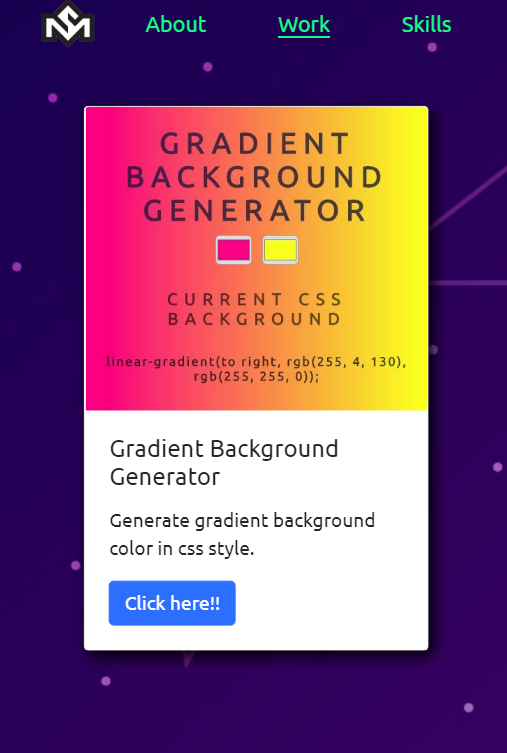 About Work Skills
GRADIENT
BACKGROUND
GENERATOR
CURRENT CSS
BACKGROUND
linear-gradient(to right, rgb(255, 4, 130),
rgb(255, 255, 0));
Gradient Background
Generator
Generate gradient background
color in css style.
Click here!!